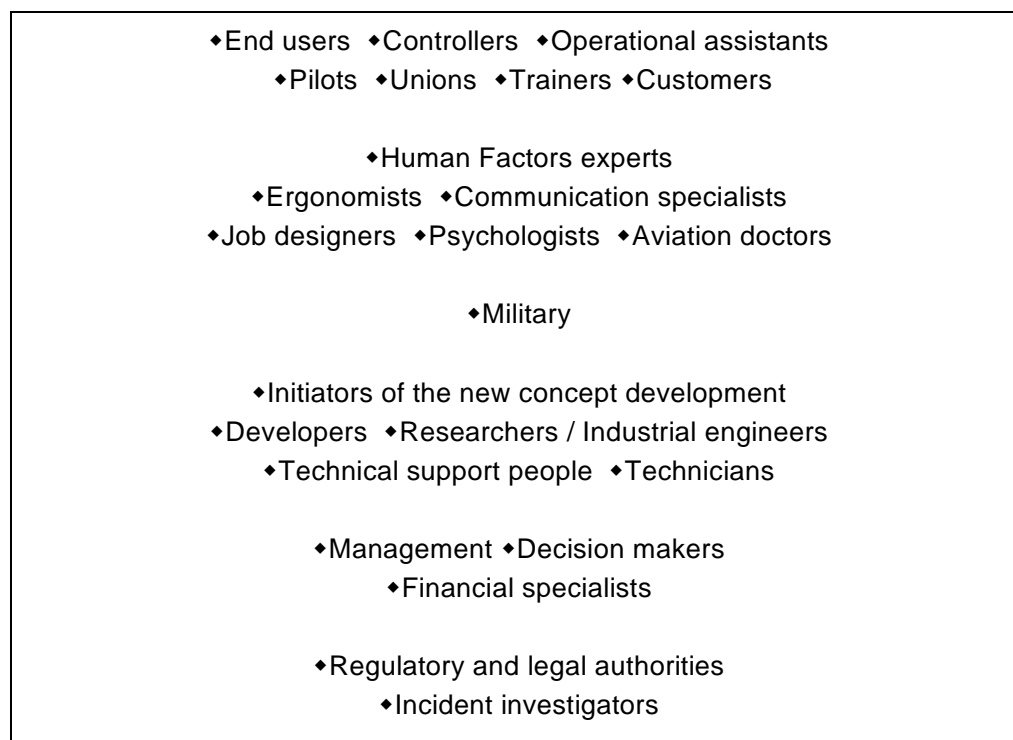 ◆End users ◆Controllers ◆Operational assistants
◆Pilots ◆Unions ◆Trainers ◆Customers
◆Human Factors experts
◆Ergonomists ◆Communication specialists
◆Job designers ◆Psychologists ◆Aviation doctors
◆Military
◆Initiators of the new concept development
◆Developers ◆Researchers / Industrial engineers
◆Technical support people ◆Technicians
◆Management ◆Decision makers
◆Financial specialists
◆Regulatory and legal authorities
◆Incident investigators